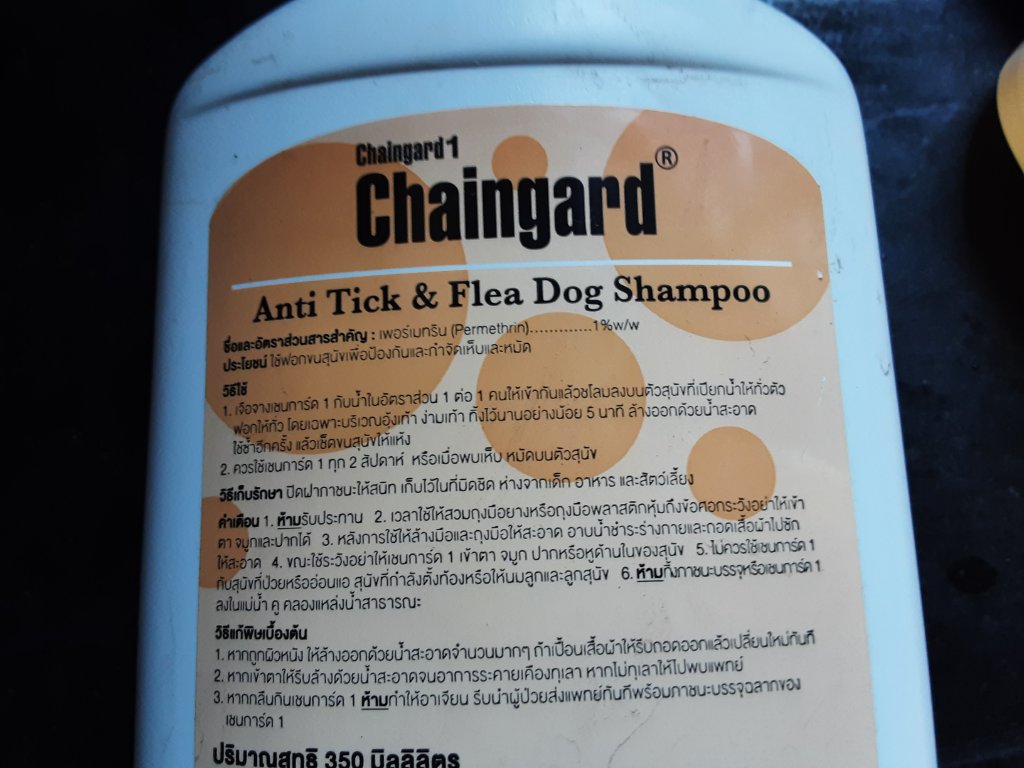 Chaingard 1
Chaingard®
Anti Tick & Flea Dog Shampoo
ชื่อและอัตราส่วนสารสำคัญ : เพอร์เมทริน (Permethrin).............1%w/w
ประโยชน์ ใช้ฟอกขนสุนัขเพื่อป้องกันและกำจัดเห็บและหมัด
วิธีใช้
1. เจือจางเชนการ์ด 1 กับน้ำในอัตราส่วน 1 ต่อ 1 คนให้เข้ากันแล้วชโลมลงบนตัวสุนัขที่เปียกน้ำให้ทั่วตัว
ฟอกให้ทั่ว โดยเฉพาะบริเวณอุ้งเท้า ง่ามเท้า ทิ้งไว้นานอย่างน้อย 5 นาที ล้างออกด้วยน้ำสะอาด
ใช้ซ้ำอีกครั้ง แล้วเช็ดขนสุนัขให้แห้ง
2. ควรใช้เชนการ์ด 1 ทุก 2 สัปดาห์ หรือเมื่อพบเห็บ หมัดบนตัวสุนัข
วิธีเก็บรักษา ปิดฝาภาชนะให้สนิท เก็บไว้ในที่มิดชิด ห่างจากเด็ก อาหาร และสัตว์เลี้ยง
คำเตือน 1. ห้ามรับประทาน 2. เวลาใช้ให้สวมถุงมือยางหรือถุงมือพลาสติกหุ้มถึงข้อศอกระวังอย่าให้เข้า
ตา จมูกและปากได้ 3. หลังการใช้ให้ล้างมือและถุงมือให้สะอาด อาบน้ำชำระร่างกายและถอดเสื้อผ้าไปซัก
ให้สะอาด 4. ขณะใช้ระวังอย่าให้เชนการ์ด 1 เข้าตา จมูก ปากหรือหูด้านในของสุนัข 5. ไม่ควรใช้เชนการ์ด 1
กับสุนัขที่ป่วยหรืออ่อนแอ สุนัขที่กำลังตั้งท้องหรือให้นมลูกและลูกสุนัข 6. ห้ามทิ้งภาชนะบรรจุหรือเชนการ์ด 1
ลงในแม่น้ำ คู คลองแหล่งน้ำสาธารณะ
วิธีแก้พิษเบื้องต้น
1. หากถูกผิวหนัง ให้ล้างออกด้วยน้ำสะอาดจำนวนมากๆ ถ้าเปื้อนเสื้อผ้าให้รีบถอดออกแล้วเปลี่ยนใหม่ทันที
2. หากเข้าตาให้รีบล้างด้วยน้ำสะอาดจนอาการระคายเคืองทุเลา หากไม่ทุเลาให้ไปพบแพทย์
3. หากกลืนกินเชนการ์ด 1 ห้ามทำให้อาเจียน รีบนำผู้ป่วยส่งแพทย์ทันทีพร้อมภาชนะบรรจุฉลากของ
เชนการ์ด 1
ปริมาณสุทธิ 350 มิลลิลิตร